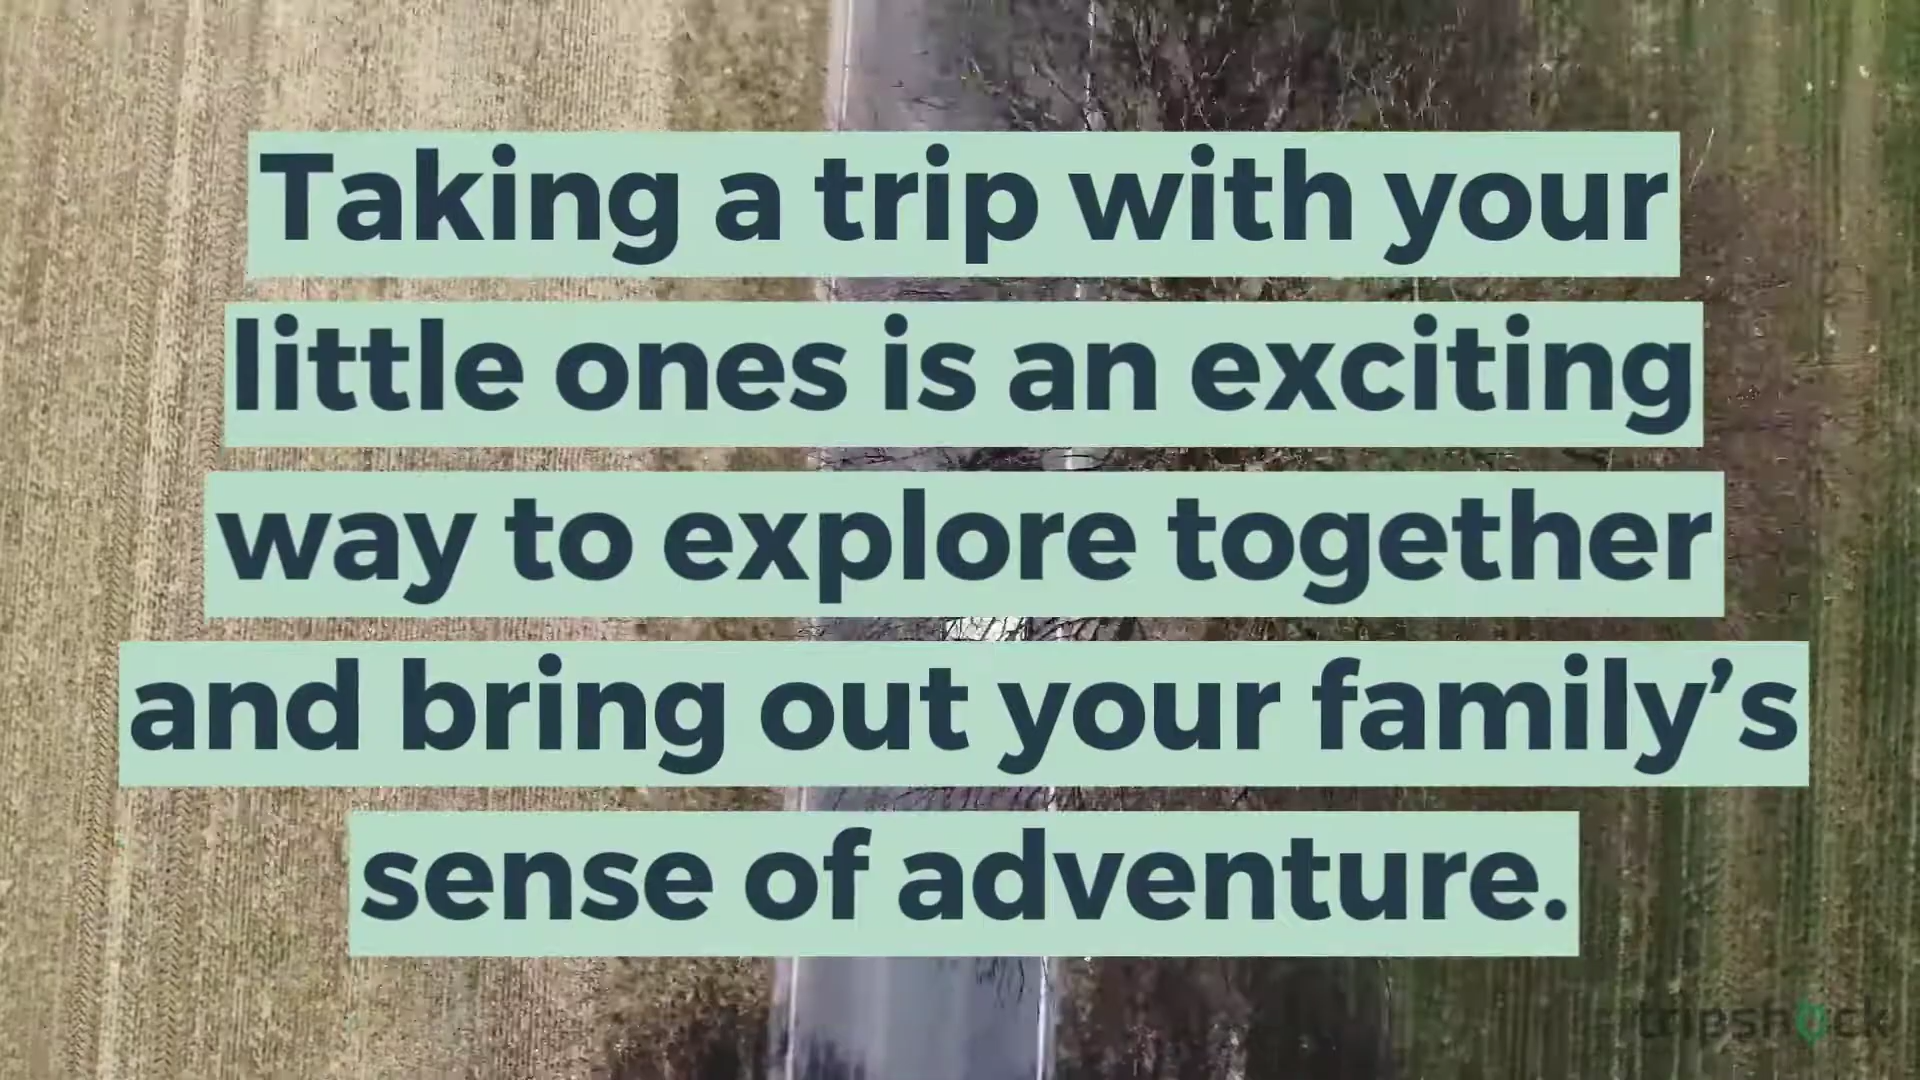 Taking a trip with your
little ones is an exciting
way to explore together
and bring out your family’s
sense of adventure.
tripshock